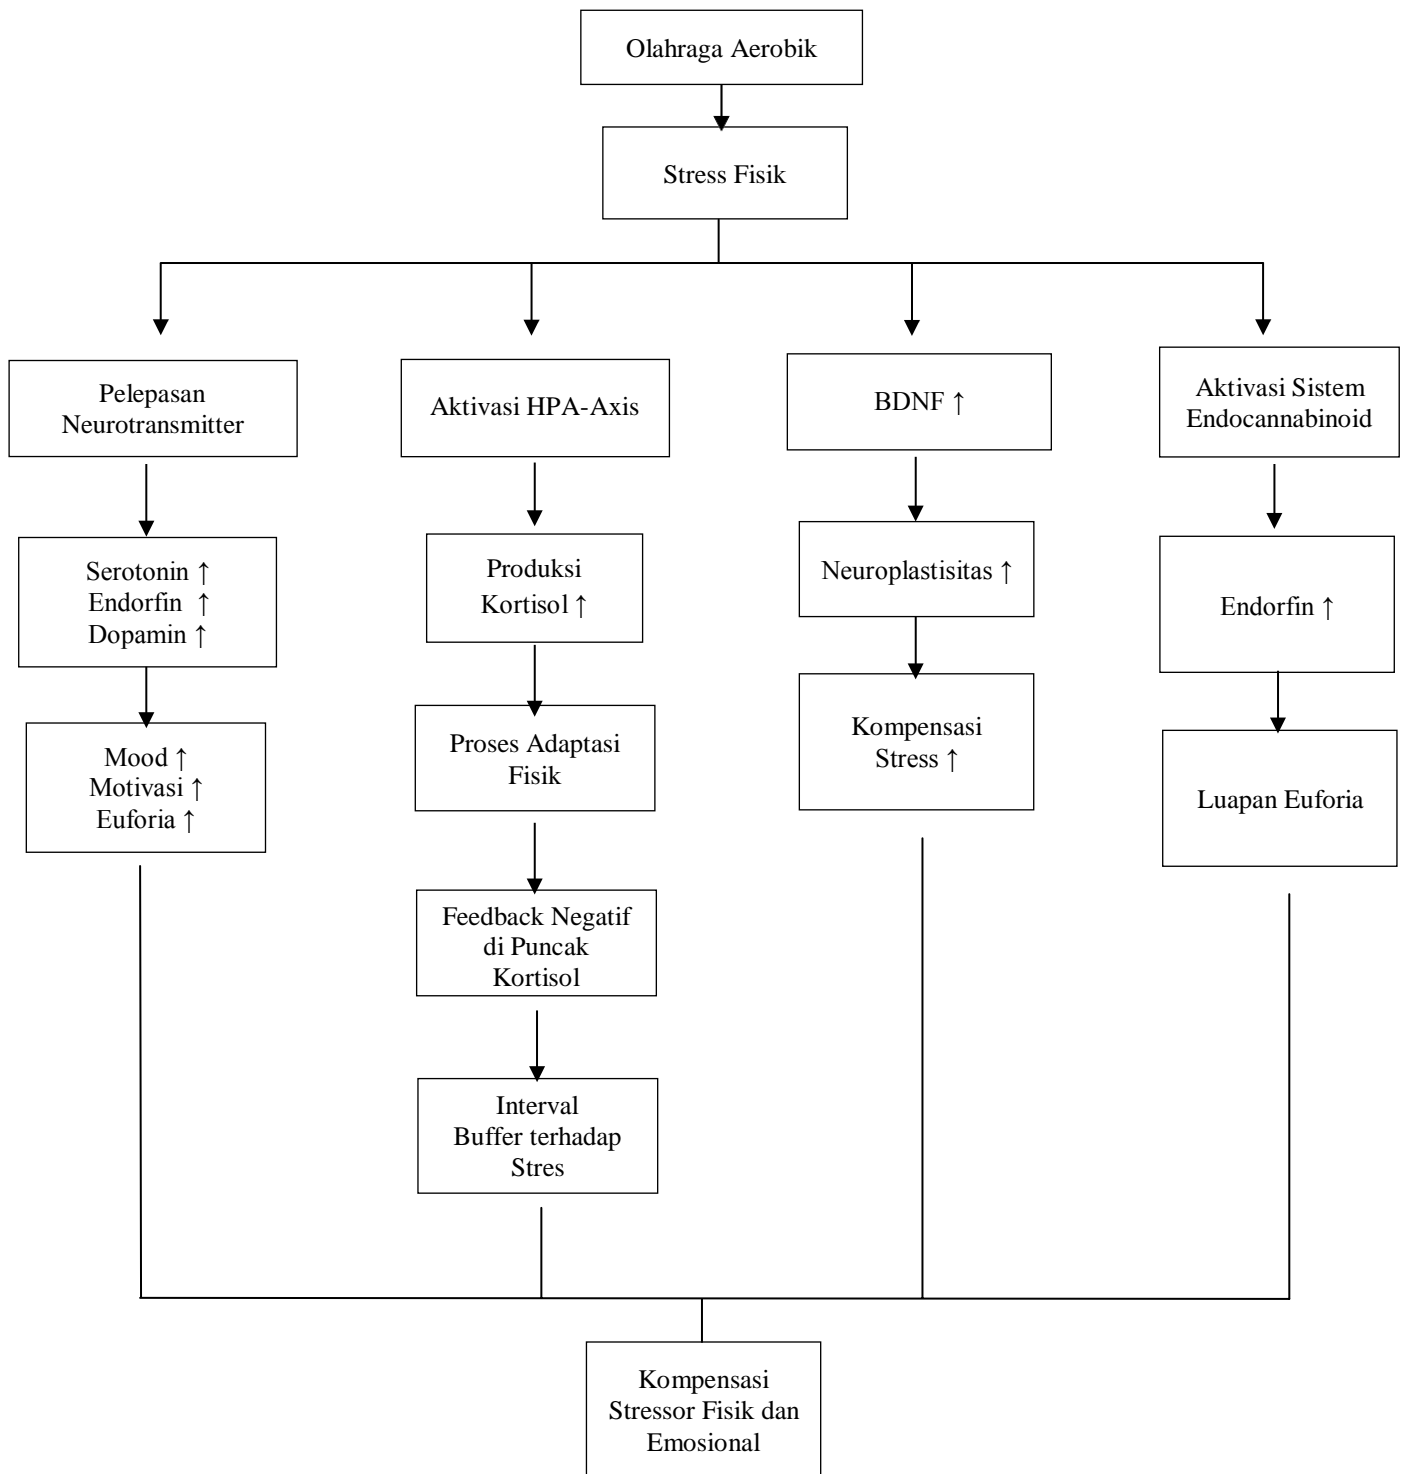 Olahraga Aerobik
Stress Fisik
Pelepasan
Neurotransmitter
Aktivasi HPA-Axis
BDNF ↑
Aktivasi Sistem
Endocannabinoid
Serotonin ↑
Endorfin ↑
Dopamin ↑
Produksi
Kortisol ↑
Neuroplastisitas ↑
Endorfin ↑
Mood ↑
Motivasi ↑
Euforia ↑
Proses Adaptasi
Fisik
Kompensasi
Stress ↑
Luapan Euforia
Feedback Negatif
di Puncak
Kortisol
Interval
Buffer terhadap
Stres
Kompensasi
Stressor Fisik dan
Emosional